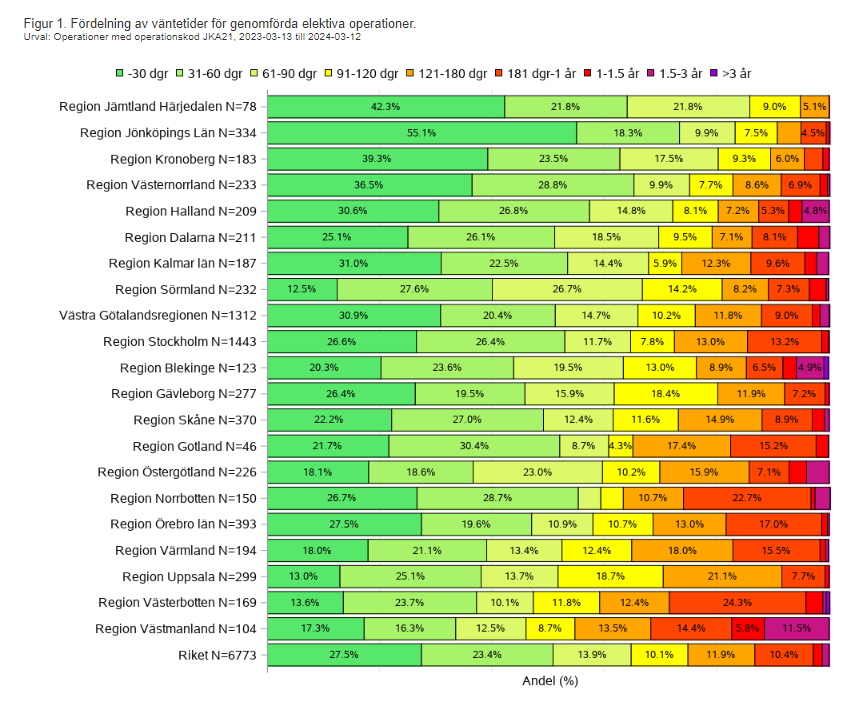 Figur 1. Fördelning av väntetider för genomförda elektiva operationer.
Urval: Operationer med operationskod JKA21, 2023-03-13 till 2024-03-12
-30 dgr 31-60 dgr 61-90 dgr 91-120 dgr 121-180 dgr 181 dgr-1 år 1-1.5 år 1.5-3 år >3 år
Region Jämtland Härjedalen N=78 42.3% 21.8% 21.8% 9.0% 5.1%
Region Jönköpings Län N=334 55.1% 18.3% 9.9% 7.5% 4.5%
Region Kronoberg N=183 39.3% 23.5% 17.5% 9.3% 6.0%
Region Västernorrland N=233 36.5% 28.8% 9.9% 7.7% 8.6% 6.9%
Region Halland N=209 30.6% 26.8% 14.8% 8.1% 7.2% 5.3% 4.8%
Region Dalarna N=211 25.1% 26.1% 18.5% 9.5% 7.1% 8.1%
Region Kalmar län N=187 31.0% 22.5% 14.4% 5.9% 12.3% 9.6%
Region Sörmland N=232 12.5% 27.6% 26.7% 14.2% 8.2% 7.3%
Västra Götalandsregionen N=1312 30.9% 20.4% 14.7% 10.2% 11.8% 9.0%
Region Stockholm N=1443 26.6% 26.4% 11.7% 7.8% 13.0% 13.2%
Region Blekinge N=123 20.3% 23.6% 19.5% 13.0% 8.9% 6.5% 4.9%
Region Gävleborg N=277 26.4% 19.5% 15.9% 18.4% 11.9% 7.2%
Region Skåne N=370 22.2% 27.0% 12.4% 11.6% 14.9% 8.9%
Region Gotland N=46 21.7% 30.4% 8.7% 4.3% 17.4% 15.2%
Region Östergötland N=226 18.1% 18.6% 23.0% 10.2% 15.9% 7.1%
Region Norrbotten N=150 26.7% 28.7% 10.7% 22.7%
Region Örebro län N=393 27.5% 19.6% 10.9% 10.7% 13.0% 17.0%
Region Värmland N=194 18.0% 21.1% 13.4% 12.4% 18.0% 15.5%
Region Uppsala N=299 13.0% 25.1% 13.7% 18.7% 21.1% 7.7%
Region Västerbotten N=169 13.6% 23.7% 10.1% 11.8% 12.4% 24.3%
Region Västmanland N=104 17.3% 16.3% 12.5% 8.7% 13.5% 14.4% 5.8% 11.5%
Riket N=6773 27.5% 23.4% 13.9% 10.1% 11.9% 10.4%
Andel (%)